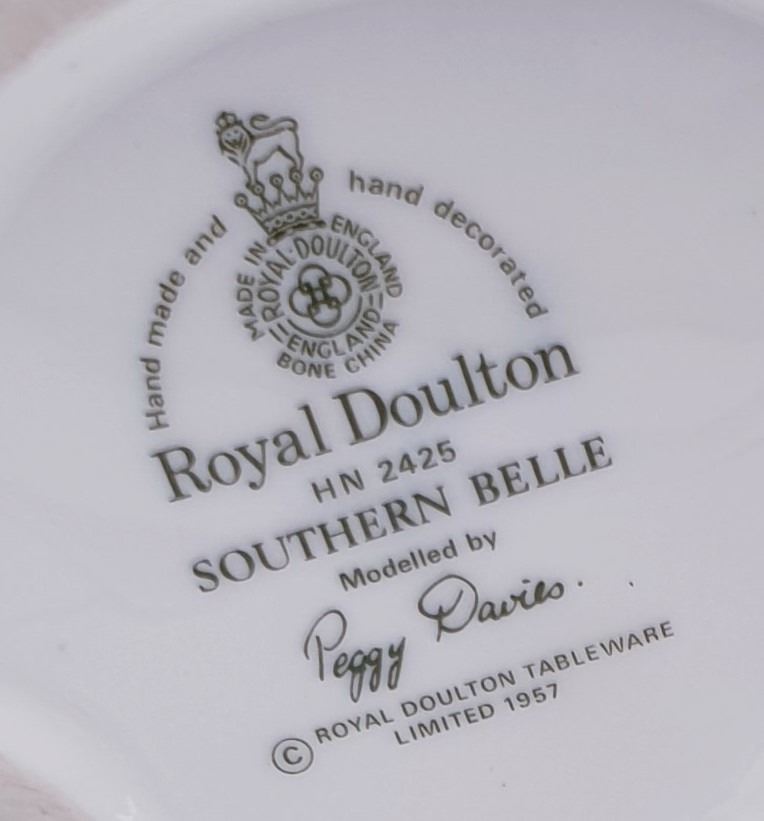 Hand made and hand decorated
MADE IN ENGLAND
ROYAL·DOULTON
ENGLAND
BONE CHINA
Royal Doulton
HN 2425
SOUTHERN BELLE
Modelled by
Peggy Davies.
© ROYAL DOULTON TABLEWARE
LIMITED 1957